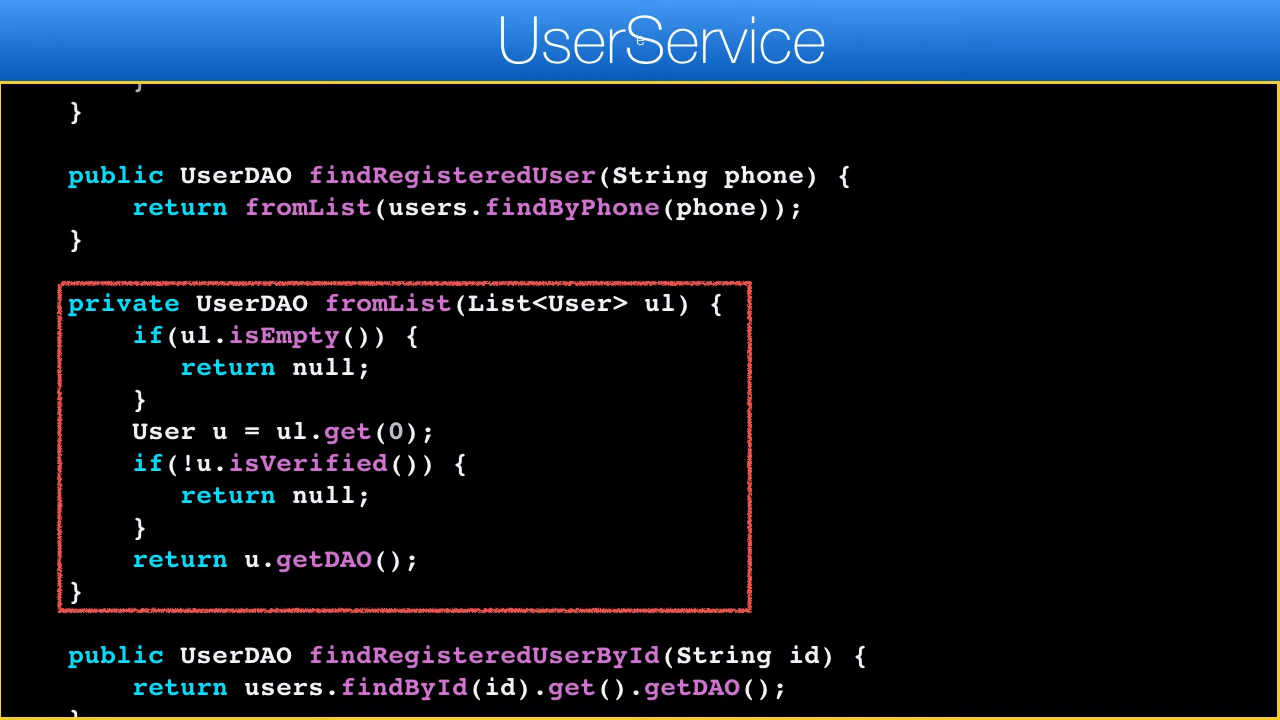 UserService
e
}
}
public UserDAO findRegisteredUser(String phone) {
return fromList(users.findByPhone(phone));
}
private UserDAO fromList(List<User> ul) {
if(ul.isEmpty()) {
return null;
}
User u = ul.get(0);
if(!u.isVerified()) {
return null;
}
return u.getDAO();
}
public UserDAO findRegisteredUserById(String id) {
return users.findById(id).get().getDAO();
}